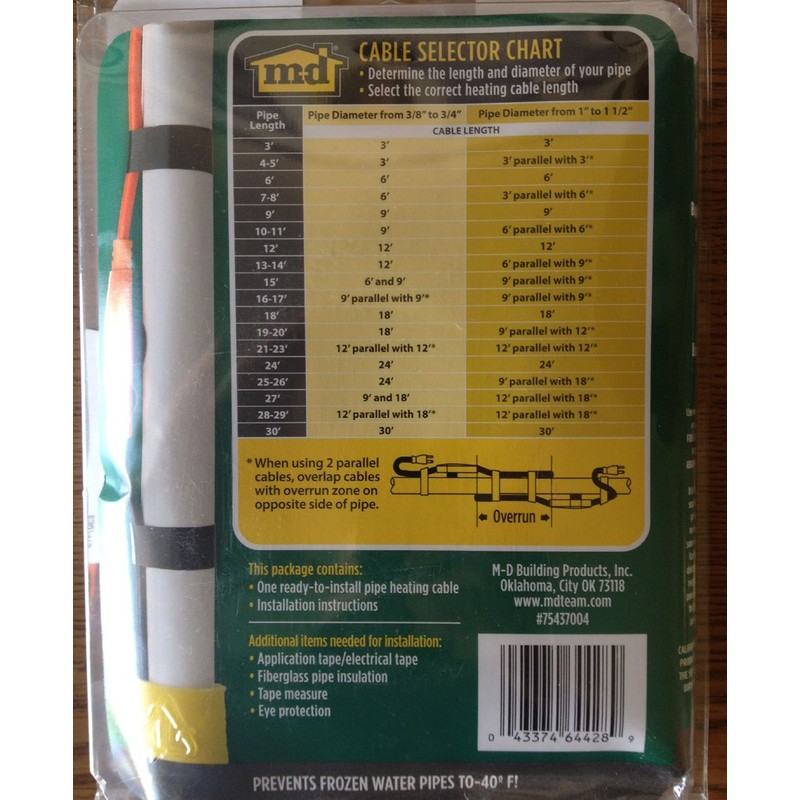 md
CABLE SELECTOR CHART
• Determine the length and diameter of your pipe
• Select the correct heating cable length
Pipe Length Pipe Diameter from 3/8” to 3/4” Pipe Diameter from 1” to 1 1/2”
CABLE LENGTH
3’ 3’ 3’
4-5’ 3’ 3’ parallel with 3’*
6’ 6’ 6’
7-8’ 6’ 3’ parallel with 6’*
9’ 9’ 9’
10-11’ 9’ 6’ parallel with 6’*
12’ 12’ 12’
13-14’ 12’ 6’ parallel with 9’*
15’ 6’ and 9’ 9’ parallel with 9’*
16-17’ 9’ parallel with 9’* 9’ parallel with 9’*
18’ 18’ 18’
19-20’ 18’ 9’ parallel with 12’*
21-23’ 12’ parallel with 12’* 12’ parallel with 12’*
24’ 24’ 24’
25-26’ 24’ 9’ parallel with 18’*
27’ 9’ and 18’ 12’ parallel with 18’*
28-29’ 12’ parallel with 18’* 12’ parallel with 18’*
30’ 30’ 30’
* When using 2 parallel
cables, overlap cables
with overrun zone on
opposite side of pipe.
Overrun
This package contains:
• One ready-to-install pipe heating cable
• Installation instructions
M-D Building Products, Inc.
Oklahoma, City OK 73118
www.mdteam.com
#75437004
Additional items needed for installation:
• Application tape/electrical tape
• Fiberglass pipe insulation
• Tape measure
• Eye protection
0 43374 64428 9
PREVENTS FROZEN WATER PIPES TO-40° F!